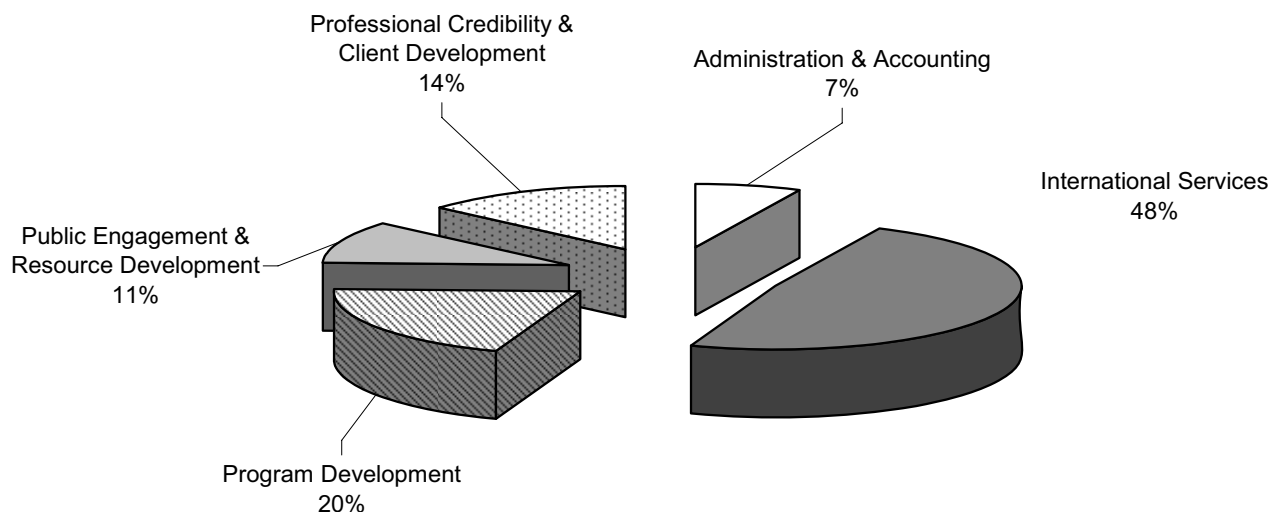 Professional Credibility &
Client Development
14%
Administration & Accounting
7%
International Services
48%
Public Engagement &
Resource Development
11%
Program Development
20%